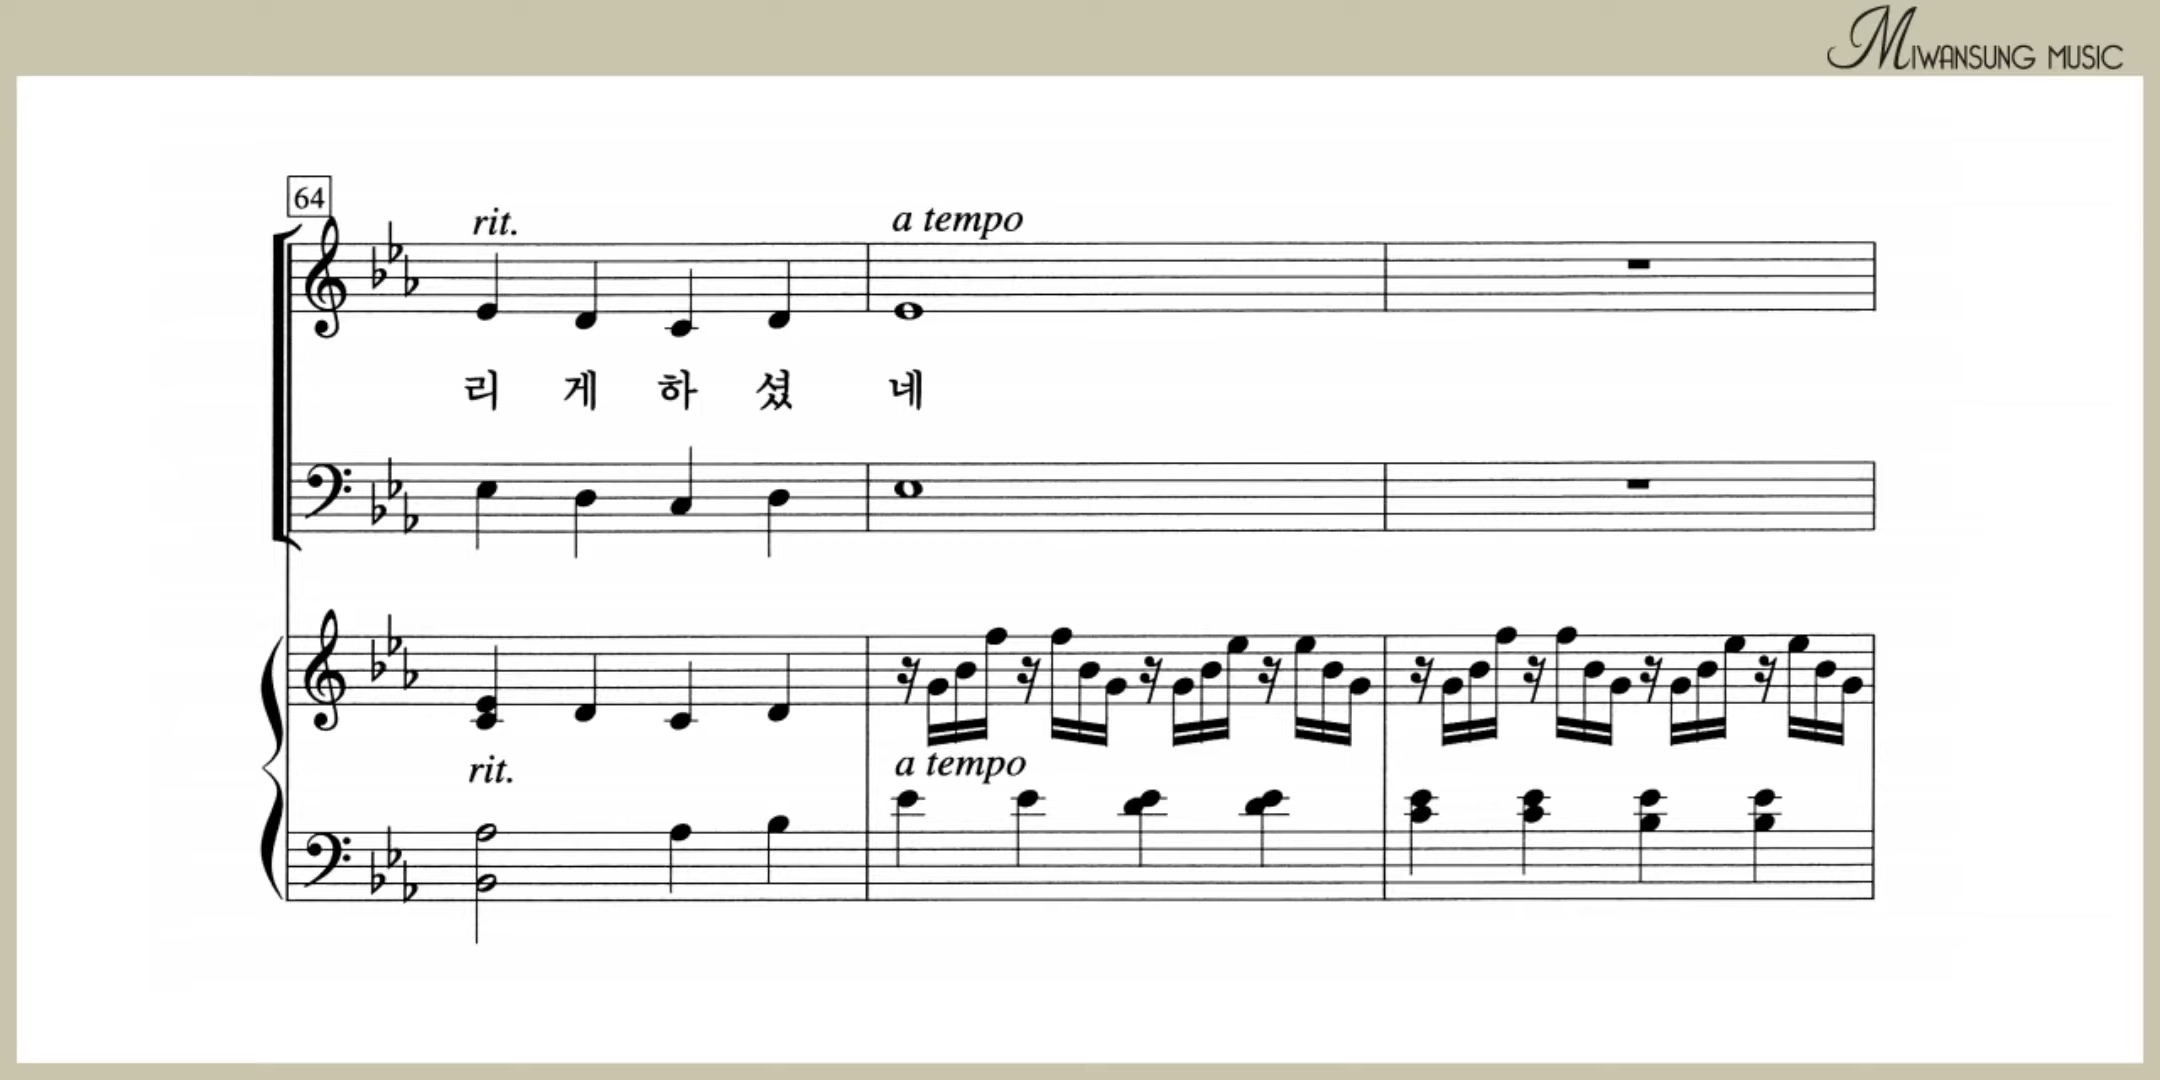 MIWANSUNG MUSIC
64
rit.
a tempo
리 게 하 셨 네
rit.
a tempo